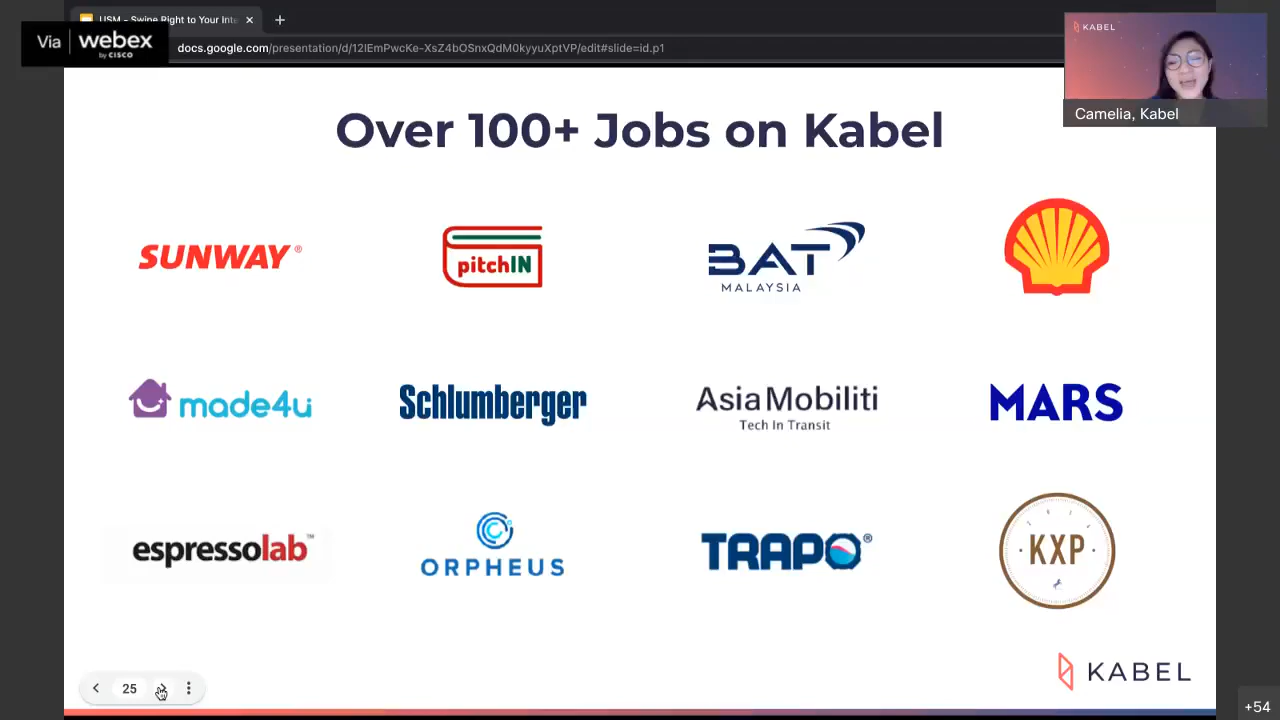 USM - Swipe Right to Your Inte
Via webex
by CISCO
docs.google.com/presentation/d/12lEmPwcKe-XsZ4bOSnxQdM0kyyuXptVP/edit#slide=id.p1
KABEL
Camelia, Kabel
Over 100+ Jobs on Kabel
SUNWAY®
pitchIN
BAT
MALAYSIA
made4u
Schlumberger
AsiaMobiliti
Tech In Transit
MARS
espressolab™
ORPHEUS
TRAPO®
KXP
KABEL
25
+54